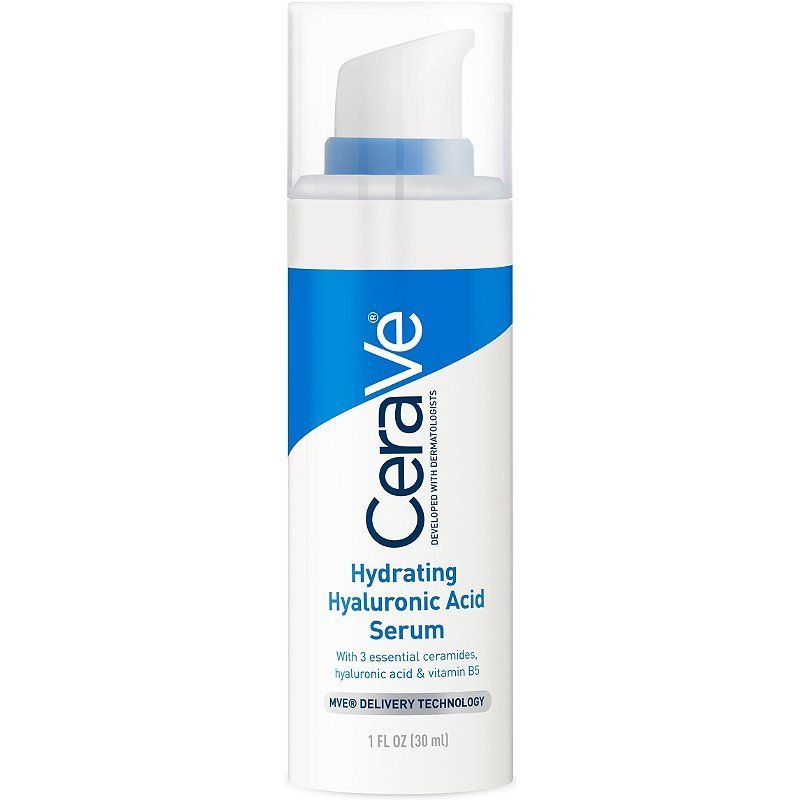 CeraVe®
DEVELOPED WITH DERMATOLOGISTS
Hydrating
Hyaluronic Acid
Serum
With 3 essential ceramides,
hyaluronic acid & vitamin B5
MVE® DELIVERY TECHNOLOGY
1 FL OZ (30 ml)